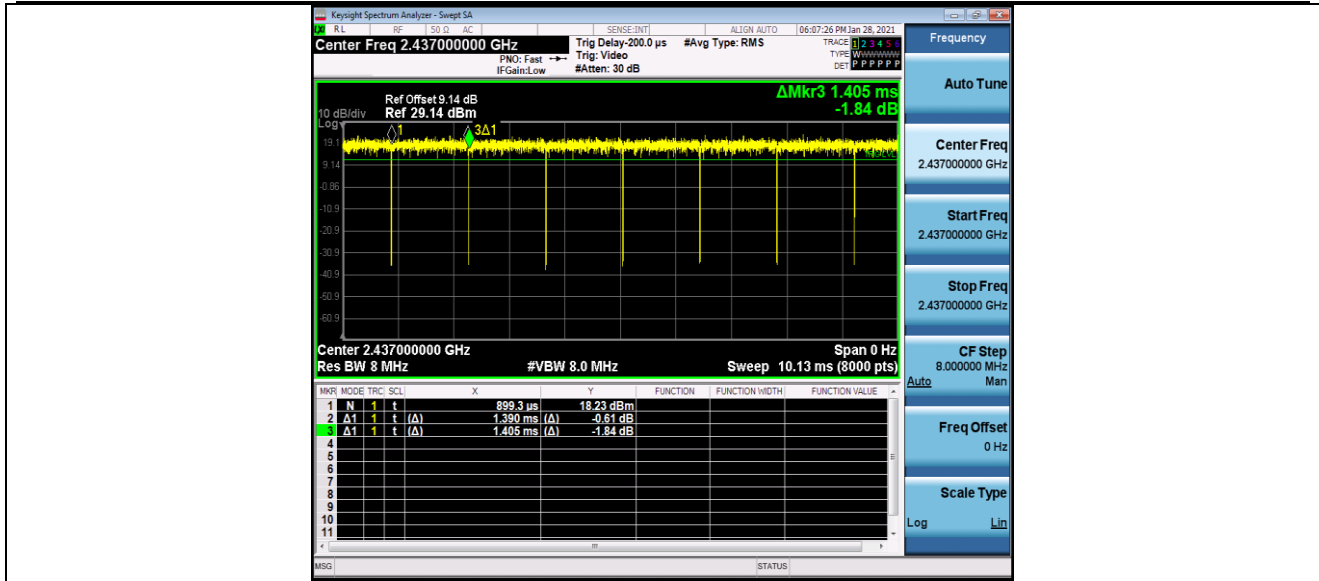 Keysight Spectrum Analyzer - Swept SA
RL RF 50 Ω AC SENSE:INT ALIGN AUTO 06:07:26 PM Jan 28, 2021
Center Freq 2.437000000 GHz
PNO: Fast
IFGain:Low
Trig Delay-200.0 µs
Trig: Video
#Atten: 30 dB
#Avg Type: RMS
TRACE 1 2 3 4 5 6
TYPE WWWWWW
DET P P P P P P
ΔMkr3 1.405 ms
-1.84 dB
Ref Offset 9.14 dB
10 dB/div Ref 29.14 dBm
Log
1
3Δ1
19.1
9.14
-0.86
-10.9
-20.9
-30.9
-40.9
-50.9
-60.9
TRIG LVL
Center 2.437000000 GHz Span 0 Hz
Res BW 8 MHz #VBW 8.0 MHz Sweep 10.13 ms (8000 pts)
MKR MODE TRC SCL X Y FUNCTION FUNCTION WIDTH FUNCTION VALUE
1 N 1 t 899.3 µs 18.23 dBm
2 Δ1 1 t (Δ) 1.390 ms (Δ) -0.61 dB
3 Δ1 1 t (Δ) 1.405 ms (Δ) -1.84 dB
4
5
6
7
8
9
10
11
MSG STATUS
Frequency
Auto Tune
Center Freq
2.437000000 GHz
Start Freq
2.437000000 GHz
Stop Freq
2.437000000 GHz
CF Step
8.000000 MHz
Auto Man
Freq Offset
0 Hz
Scale Type
Log Lin